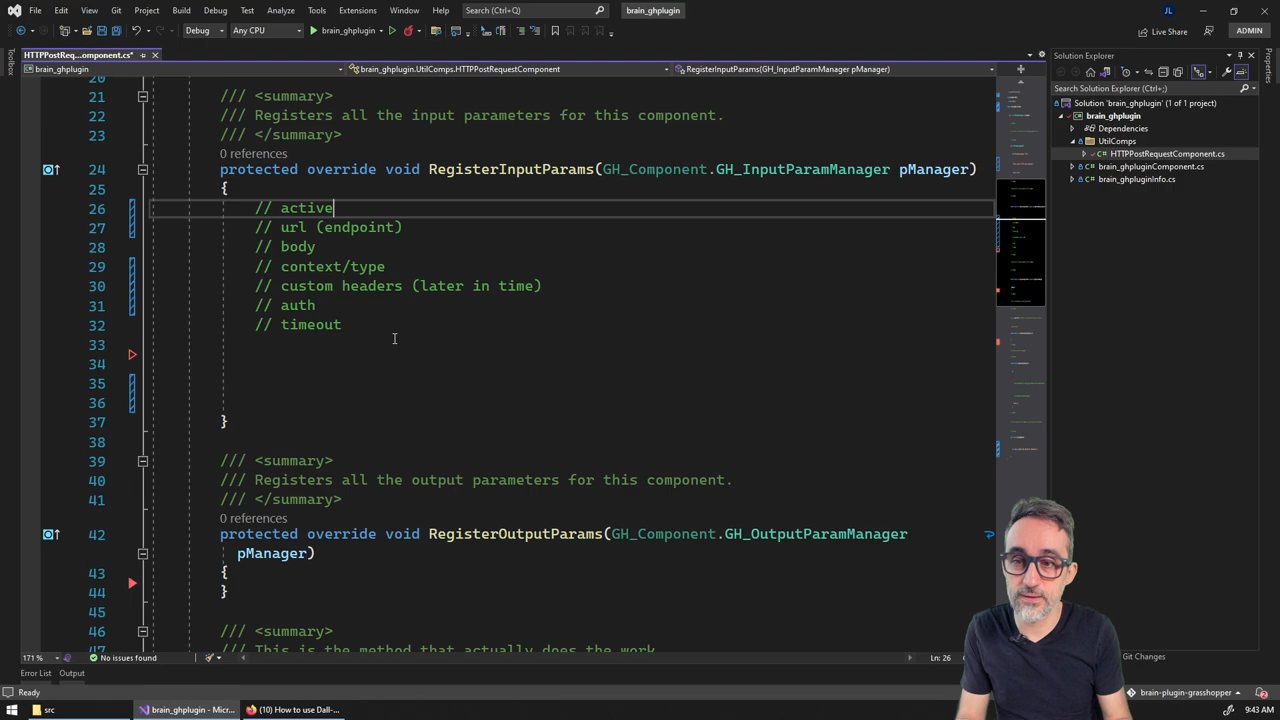 File Edit View Git Project Build Debug Test Analyze Tools Extensions Window Help Search (Ctrl+Q) brain_ghplugin JL
Debug Any CPU brain_ghplugin Live Share ADMIN
Toolbox
HTTPPostReq...omponent.cs*
brain_ghplugin brain_ghplugin.UtilComps.HTTPPostRequestComponent RegisterInputParams(GH_InputParamManager pManager)
20
21 /// <summary>
22 /// Registers all the input parameters for this component.
23 /// </summary>
0 references
24 protected override void RegisterInputParams(GH_Component.GH_InputParamManager pManager)
25 {
26 // active
27 // url (endpoint)
28 // body
29 // context/type
30 // custom headers (later in time)
31 // auth
32 // timeout
33
34
35
36
37 }
38
39 /// <summary>
40 /// Registers all the output parameters for this component.
41 /// </summary>
0 references
42 protected override void RegisterOutputParams(GH_Component.GH_OutputParamManager
pManager)
43 {
44 }
45
46 /// <summary>
47 /// This is the method that actually does the work
171 % No issues found Ln: 26
Error List Output
Ready
Solution Explorer
Search Solution Explorer (Ctrl+;)
Solution 'brain_ghplugin' (1 of 1 project)
brain_ghplugin
Dependencies
UtilComps
HTTPPostRequestComponent.cs
brain_ghpluginComponent.cs
brain_ghpluginInfo.cs
Properties
Git Changes
brain-plugin-grasshopper 2
src brain_ghplugin - Micr... (10) How to use Dall-... 9:43 AM